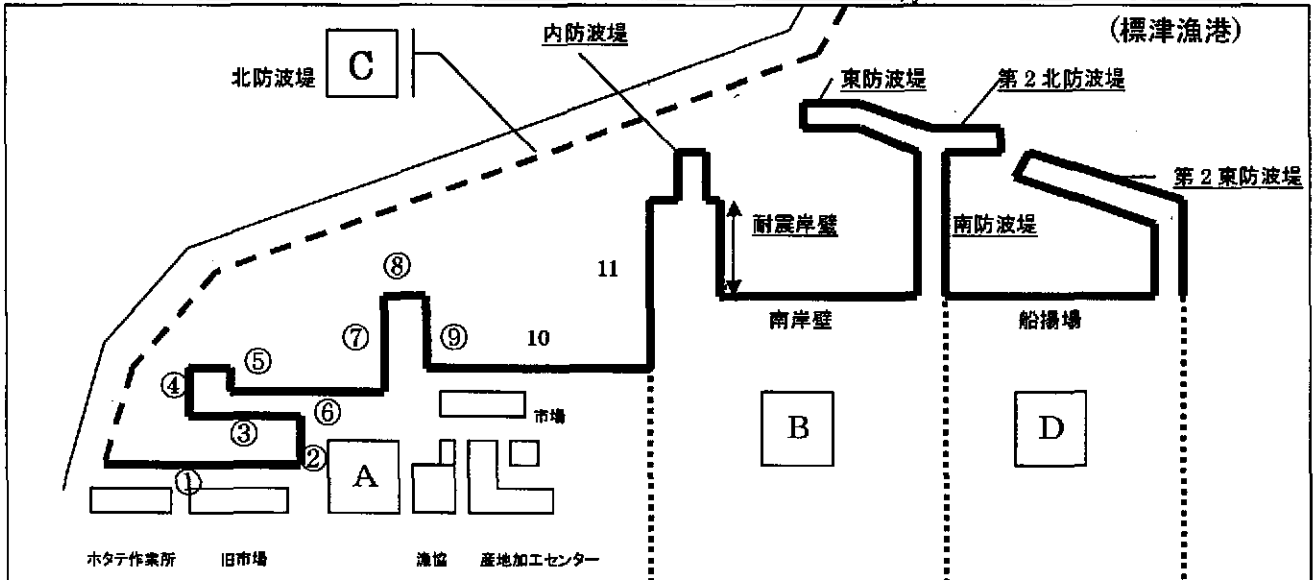 (標津漁港)
内防波堤
C
北防波堤
東防波堤
第2北防波堤
第2東防波堤
耐震岸壁
南防波堤
⑧
11
南岸壁
船揚場
⑦
⑨
10
⑤
④
⑥
市場
③
②
A
B
D
①
ホタテ作業所
旧市場
漁協
産地加工センター